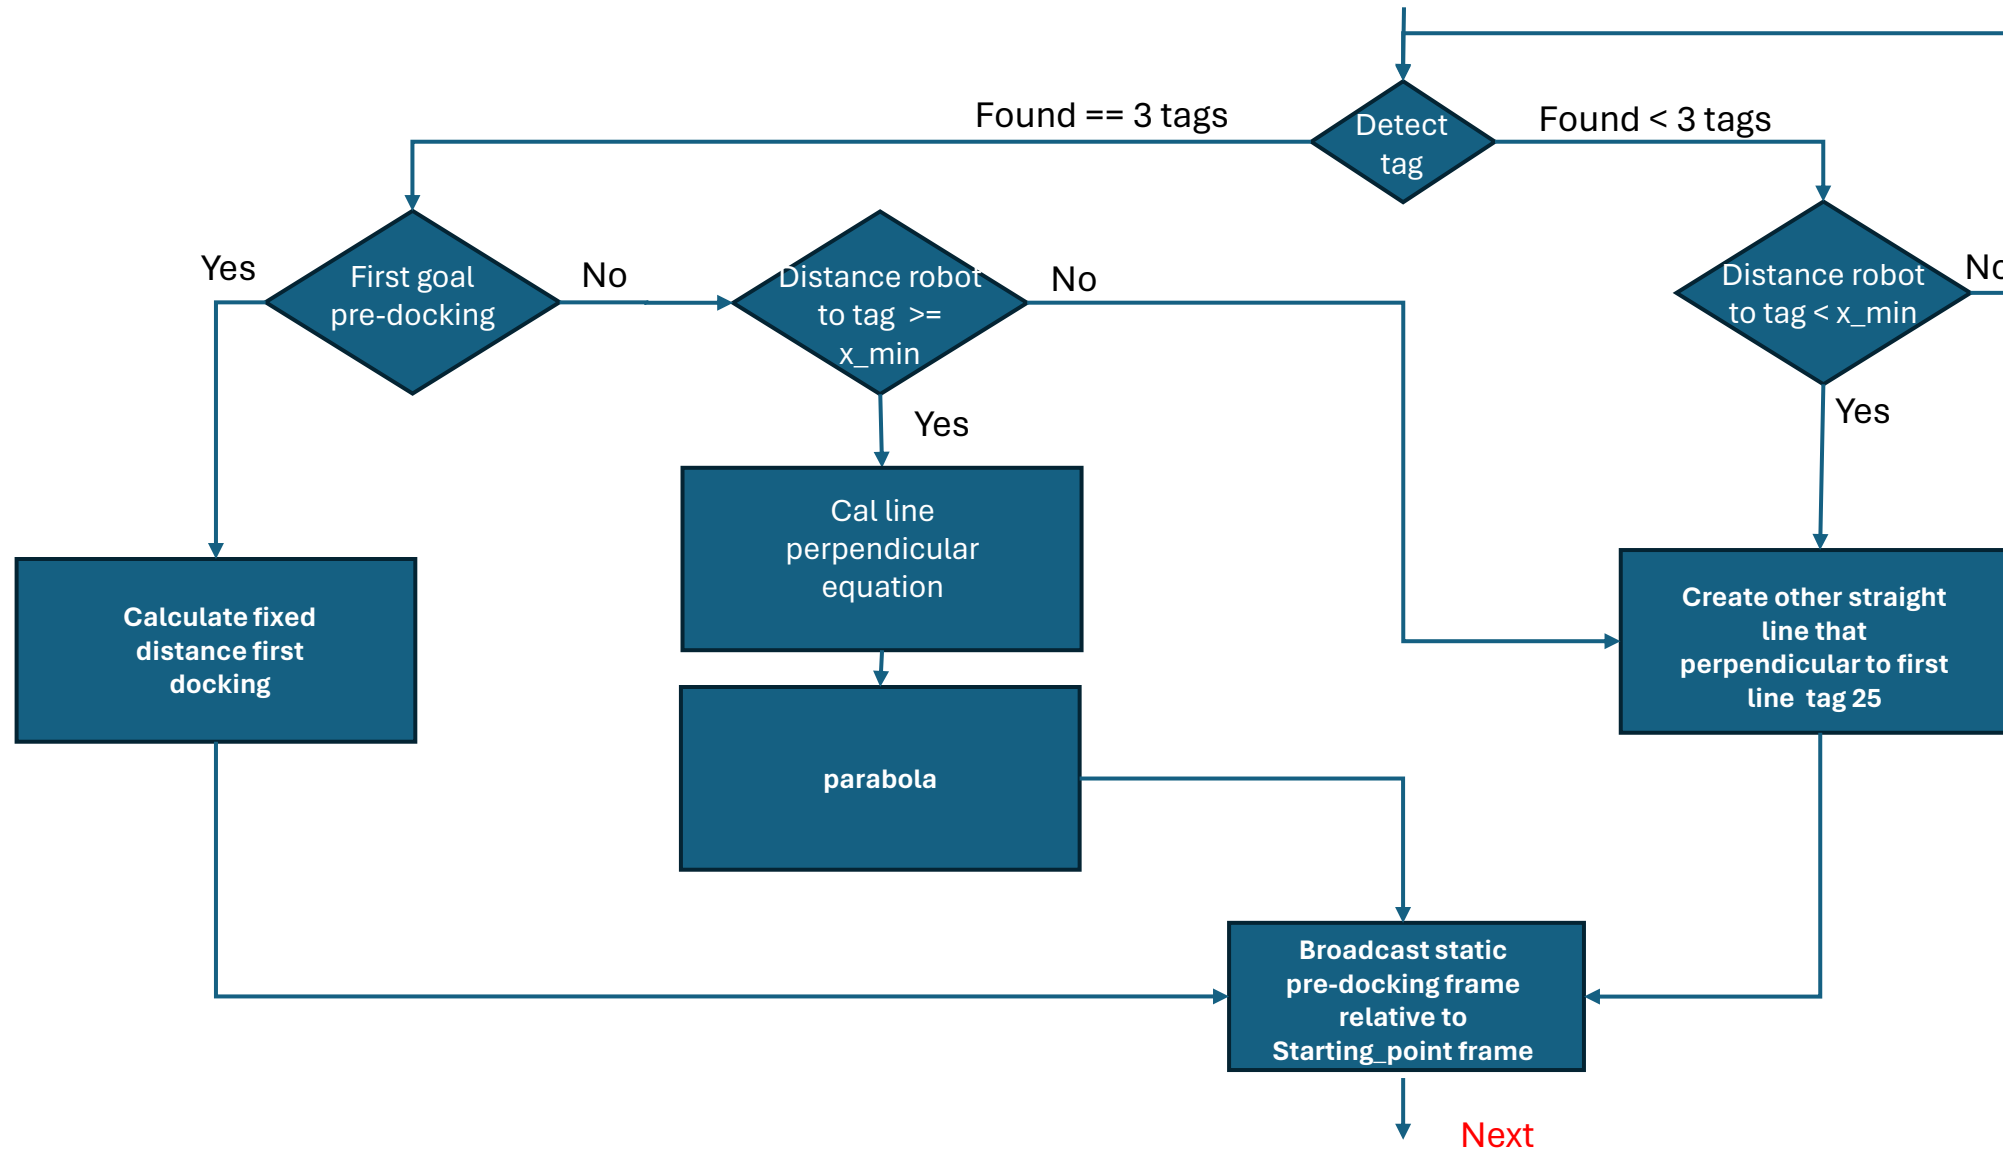 Found == 3 tags
Detect
tag
Found < 3 tags
Yes
First goal
pre-docking
No
Distance robot
to tag >=
x_min
No
Distance robot
to tag < x_min
No
Yes
Yes
Cal line
perpendicular
equation
Calculate fixed
distance first
docking
Create other straight
line that
perpendicular to first
line tag 25
parabola
Broadcast static
pre-docking frame
relative to
Starting_point frame
Next